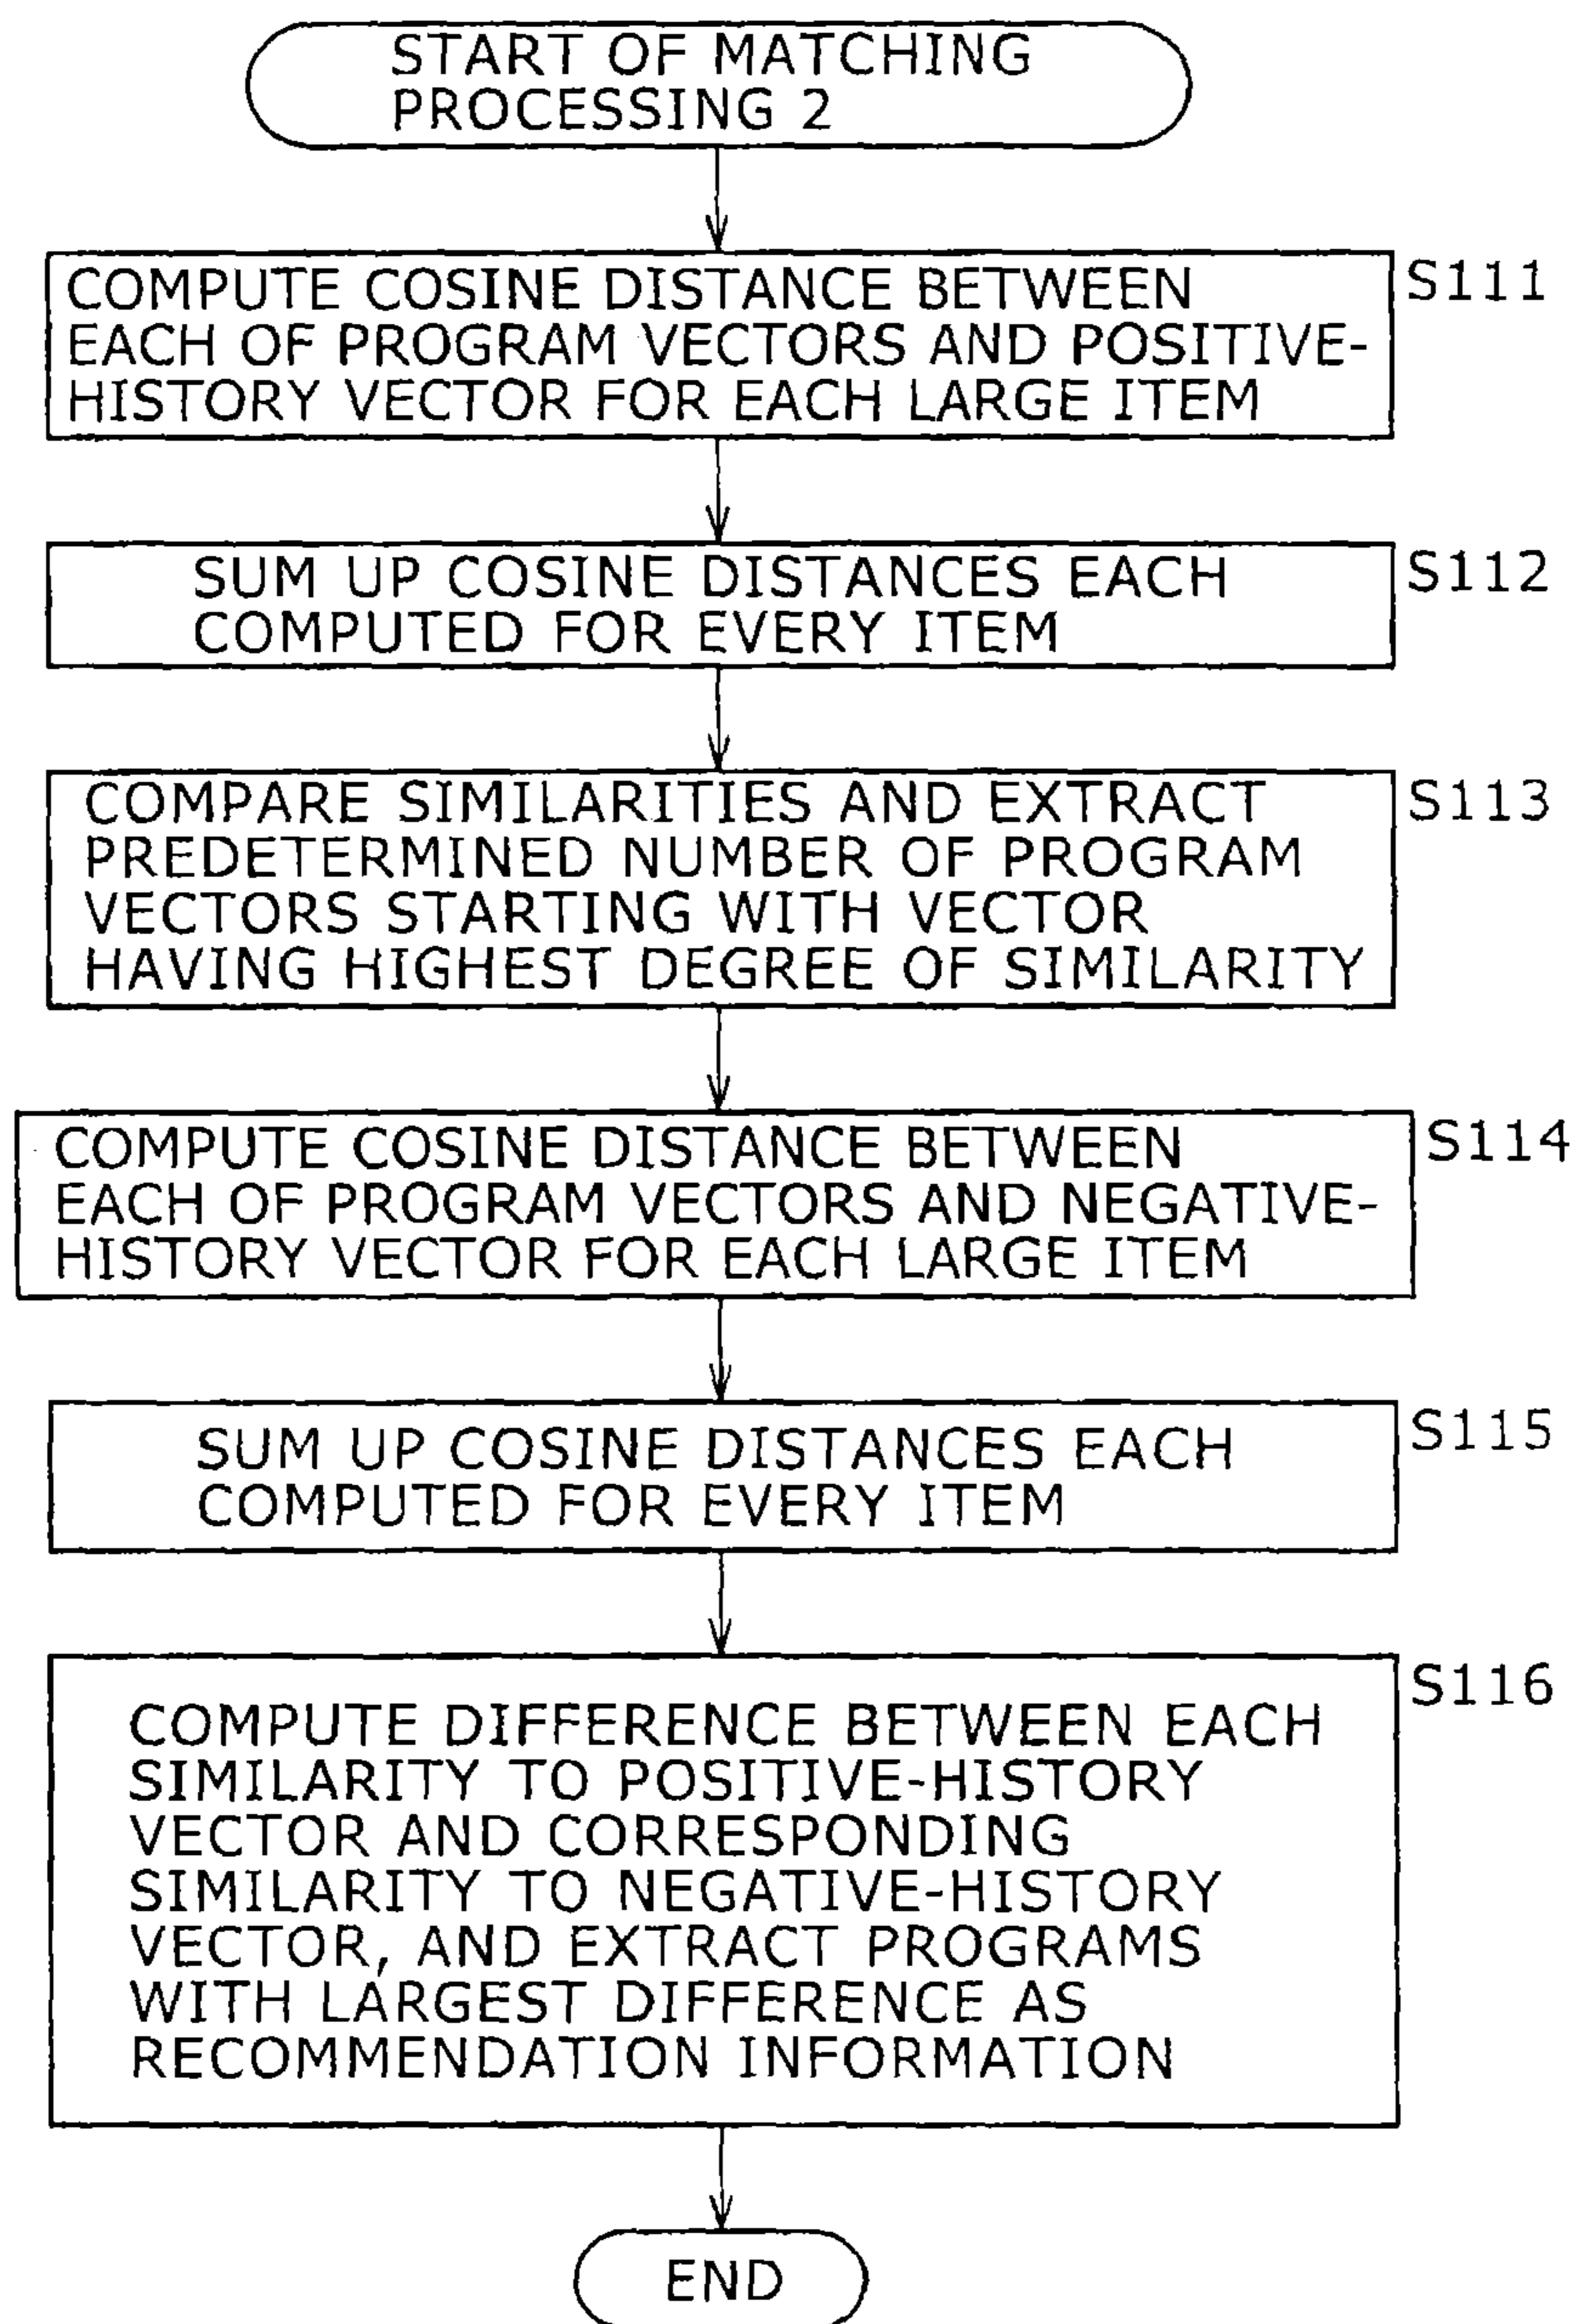 START OF MATCHING
PROCESSING 2
COMPUTE COSINE DISTANCE BETWEEN
EACH OF PROGRAM VECTORS AND POSITIVE-
HISTORY VECTOR FOR EACH LARGE ITEM
S111
SUM UP COSINE DISTANCES EACH
COMPUTED FOR EVERY ITEM
S112
COMPARE SIMILARITIES AND EXTRACT
PREDETERMINED NUMBER OF PROGRAM
VECTORS STARTING WITH VECTOR
HAVING HIGHEST DEGREE OF SIMILARITY
S113
COMPUTE COSINE DISTANCE BETWEEN
EACH OF PROGRAM VECTORS AND NEGATIVE-
HISTORY VECTOR FOR EACH LARGE ITEM
S114
SUM UP COSINE DISTANCES EACH
COMPUTED FOR EVERY ITEM
S115
COMPUTE DIFFERENCE BETWEEN EACH
SIMILARITY TO POSITIVE-HISTORY
VECTOR AND CORRESPONDING
SIMILARITY TO NEGATIVE-HISTORY
VECTOR, AND EXTRACT PROGRAMS
WITH LARGEST DIFFERENCE AS
RECOMMENDATION INFORMATION
S116
END